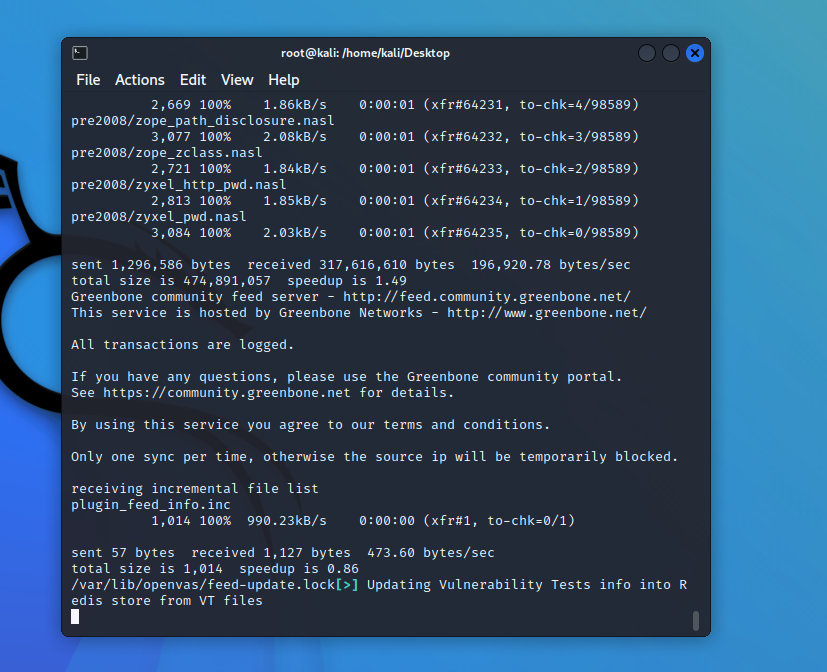 root@kali: /home/kali/Desktop
File Actions Edit View Help
2,669 100% 1.86kB/s 0:00:01 (xfr#64231, to-chk=4/98589)
pre2008/zope_path_disclosure.nasl
3,077 100% 2.08kB/s 0:00:01 (xfr#64232, to-chk=3/98589)
pre2008/zope_zclass.nasl
2,721 100% 1.84kB/s 0:00:01 (xfr#64233, to-chk=2/98589)
pre2008/zyxel_http_pwd.nasl
2,813 100% 1.85kB/s 0:00:01 (xfr#64234, to-chk=1/98589)
pre2008/zyxel_pwd.nasl
3,084 100% 2.03kB/s 0:00:01 (xfr#64235, to-chk=0/98589)
sent 1,296,586 bytes received 317,616,610 bytes 196,920.78 bytes/sec
total size is 474,891,057 speedup is 1.49
Greenbone community feed server - http://feed.community.greenbone.net/
This service is hosted by Greenbone Networks - http://www.greenbone.net/
All transactions are logged.
If you have any questions, please use the Greenbone community portal.
See https://community.greenbone.net for details.
By using this service you agree to our terms and conditions.
Only one sync per time, otherwise the source ip will be temporarily blocked.
receiving incremental file list
plugin_feed_info.inc
1,014 100% 990.23kB/s 0:00:00 (xfr#1, to-chk=0/1)
sent 57 bytes received 1,127 bytes 473.60 bytes/sec
total size is 1,014 speedup is 0.86
/var/lib/openvas/feed-update.lock[>] Updating Vulnerability Tests info into R
edis store from VT files